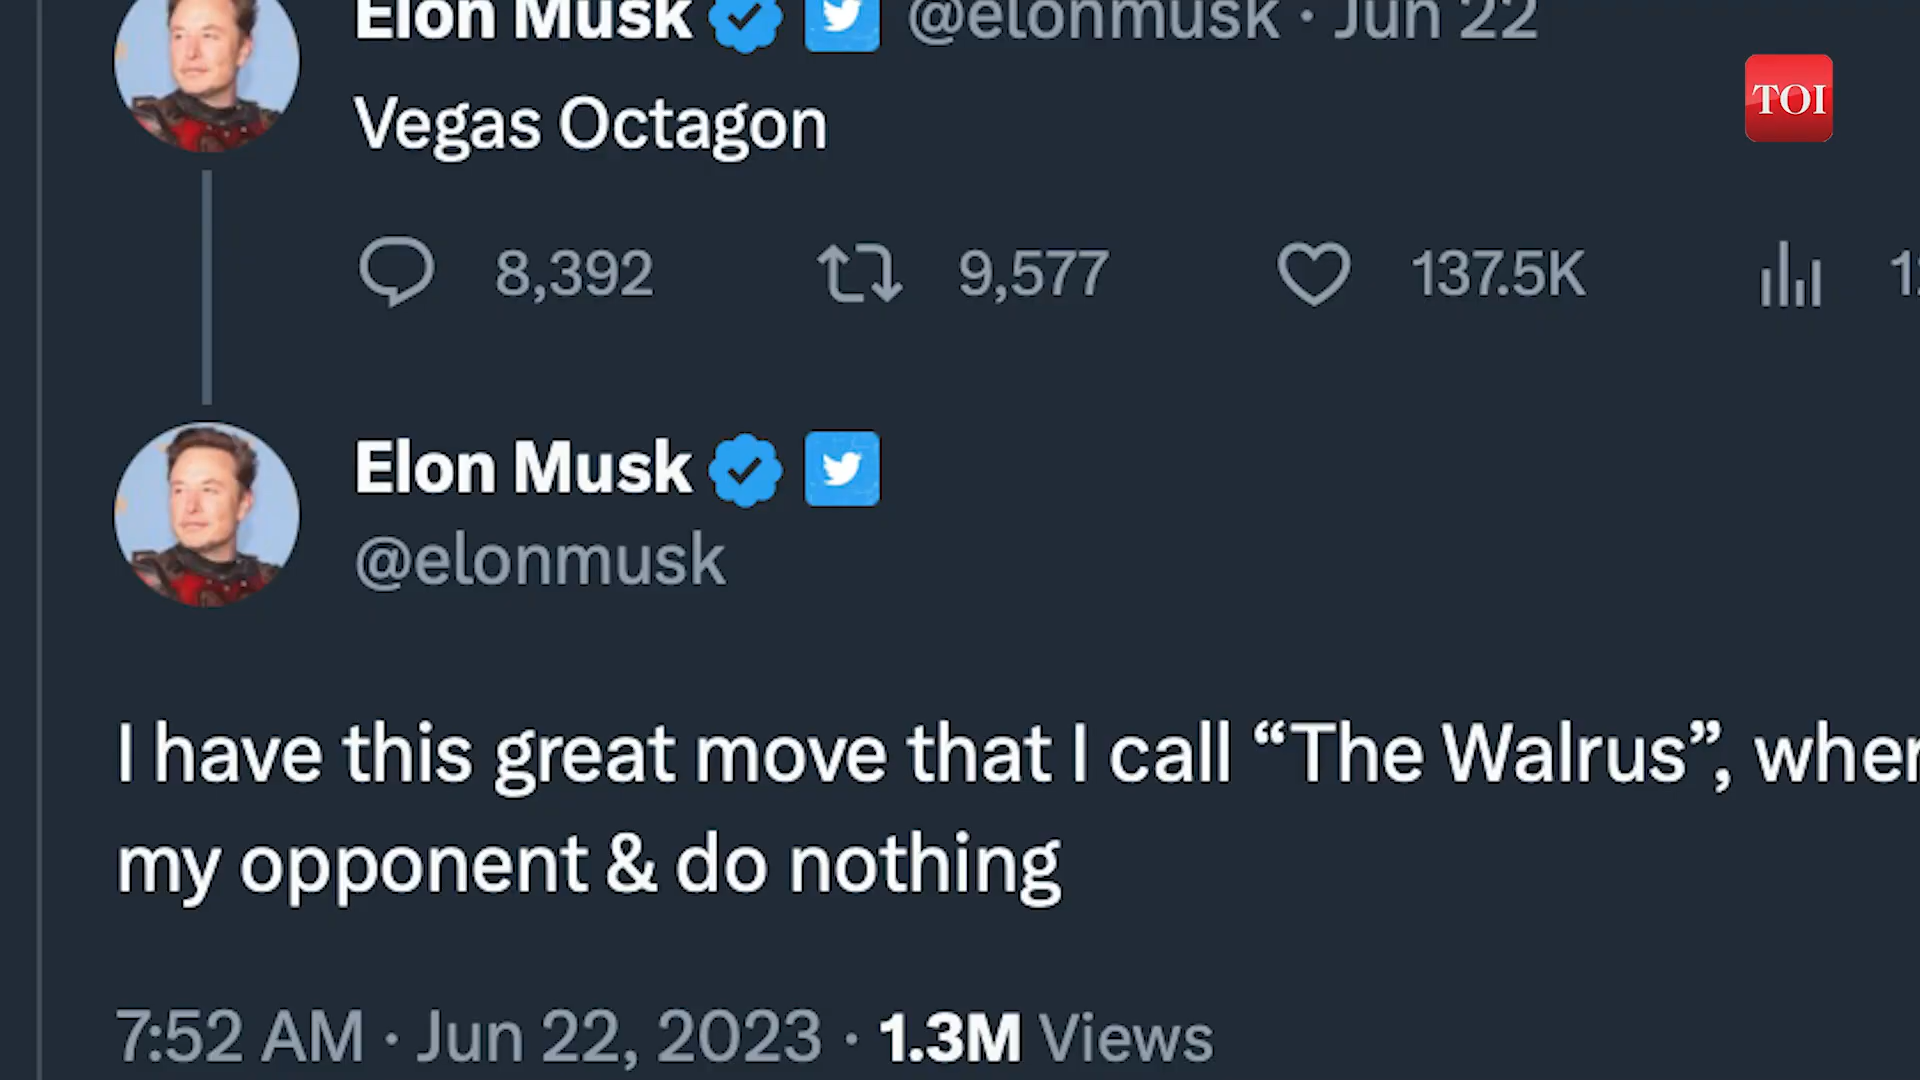 Elon Musk @elonmusk · Jun 22
TOI
Vegas Octagon
8,392 9,577 137.5K
Elon Musk
@elonmusk
I have this great move that I call “The Walrus”,
my opponent & do nothing
7:52 AM · Jun 22, 2023 · 1.3M Views